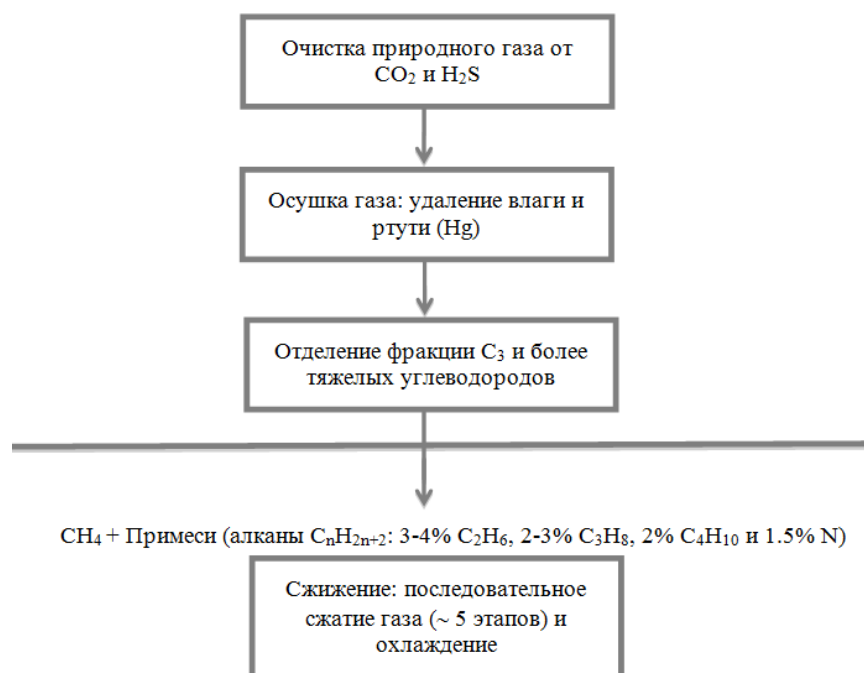 Очистка природного газа от
CO₂ и H₂S
Осушка газа: удаление влаги и
ртути (Hg)
Отделение фракции C₃ и более
тяжелых углеводородов
CH₄ + Примеси (алканы CₙH₂ₙ₊₂: 3-4% C₂H₆, 2-3% C₃H₈, 2% C₄H₁₀ и 1.5% N)
Сжижение: последовательное
сжатие газа (~ 5 этапов) и
охлаждение